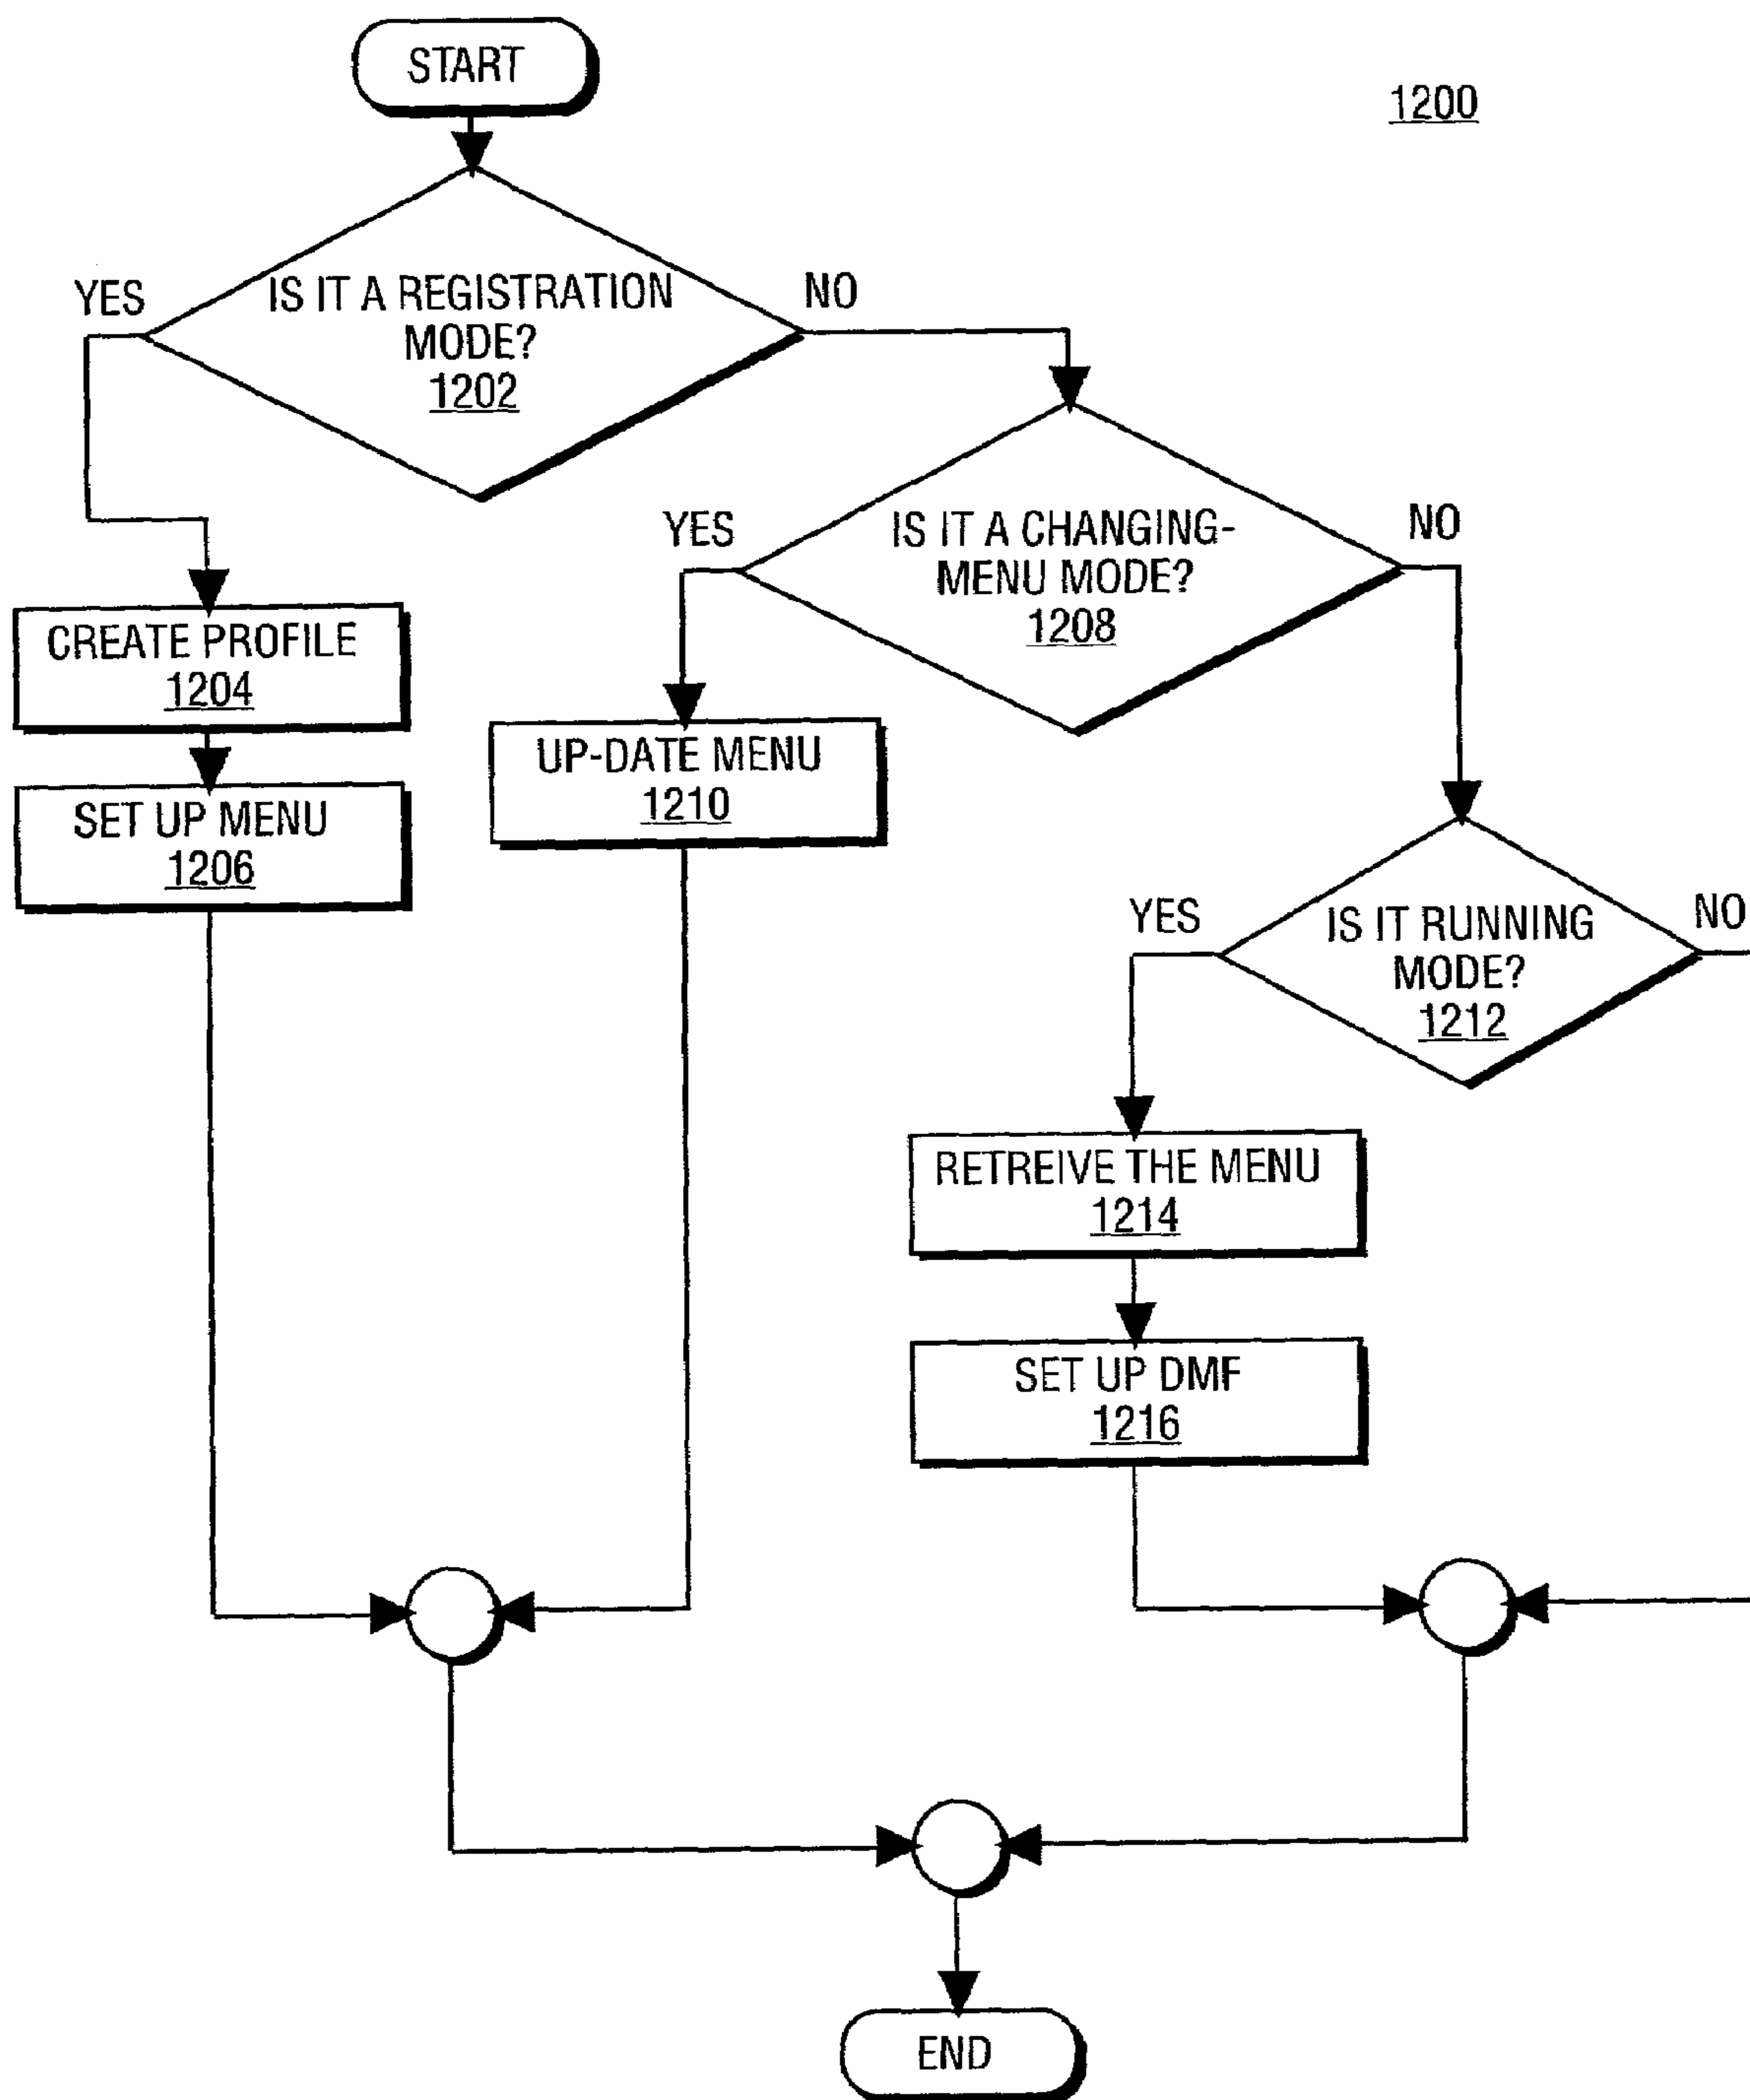 START
1200
YES
IS IT A REGISTRATION
MODE?
1202
NO
YES
IS IT A CHANGING-
MENU MODE?
1208
NO
CREATE PROFILE
1204
SET UP MENU
1206
UP-DATE MENU
1210
YES
IS IT RUNNING
MODE?
1212
NO
RETREIVE THE MENU
1214
SET UP DMF
1216
END